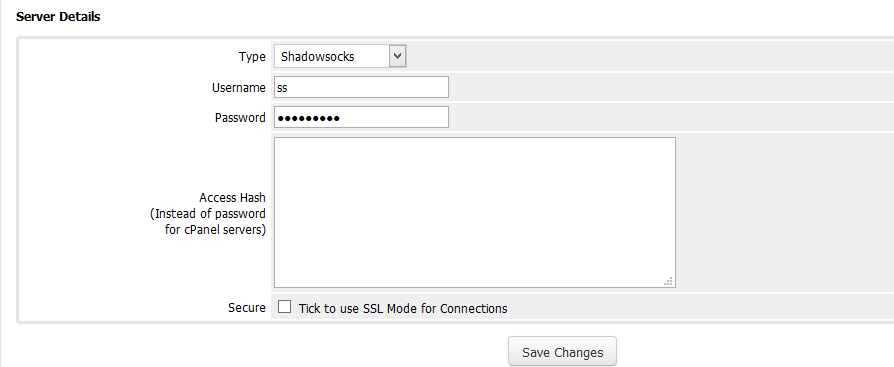 Server Details
Type Shadowsocks
Username ss
Password •••••••••
Access Hash
(Instead of password
for cPanel servers)
Secure Tick to use SSL Mode for Connections
Save Changes